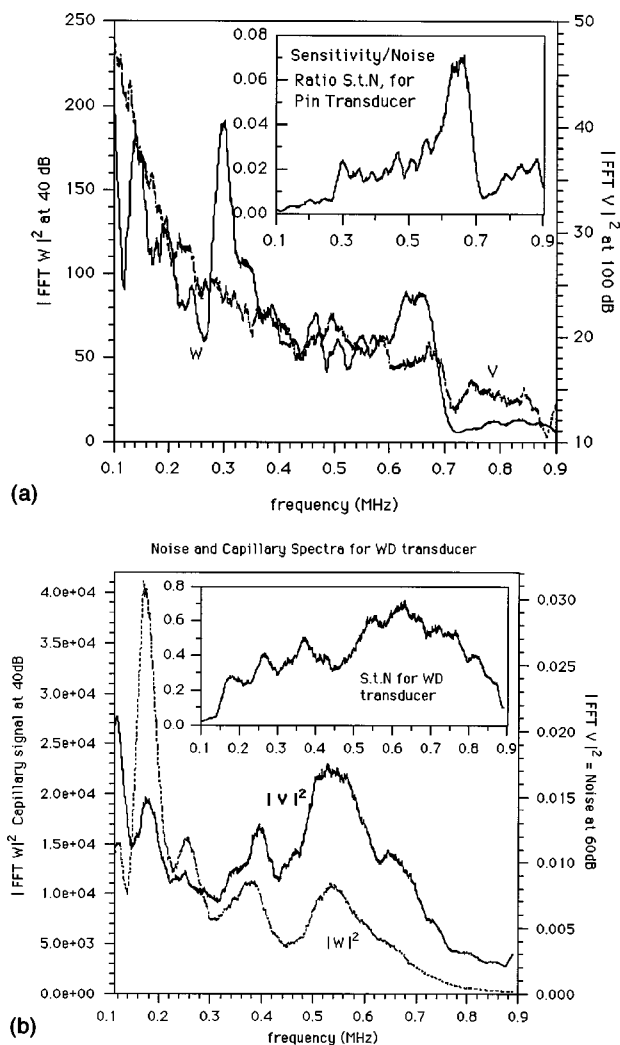 250
200
150
100
50
0
| FFT W |² at 40 dB
50
40
30
20
10
| FFT V |² at 100 dB
0.08
0.06
0.04
0.02
0.00
Sensitivity/Noise
Ratio S.t.N, for
Pin Transducer
0.1 0.3 0.5 0.7 0.9
W
V
0.1 0.2 0.3 0.4 0.5 0.6 0.7 0.8 0.9
frequency (MHz)
(a)
Noise and Capillary Spectra for WD transducer
4.0e+04
3.5e+04
3.0e+04
2.5e+04
2.0e+04
1.5e+04
1.0e+04
5.0e+03
0.0e+00
| FFT W|² Capillary signal at 40dB
0.030
0.025
0.020
0.015
0.010
0.005
0.000
| FFT V |² = Noise at 60dB
0.8
0.6
0.4
0.2
0.0
S.t.N for WD
transducer
0.1 0.2 0.3 0.4 0.5 0.6 0.7 0.8 0.9
| V |²
|W|²
0.1 0.2 0.3 0.4 0.5 0.6 0.7 0.8 0.9
frequency (MHz)
(b)